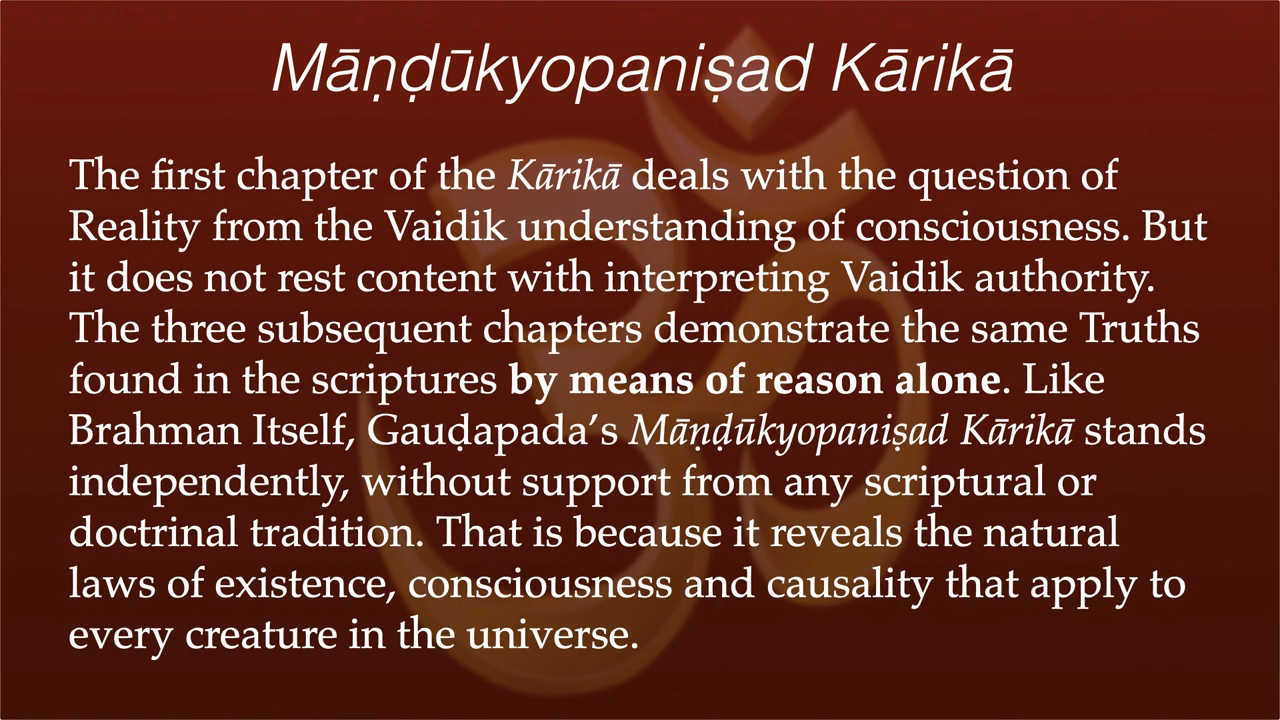 Māṇḍūkyopaniṣad Kārikā
The first chapter of the Kārikā deals with the question of
Reality from the Vaidik understanding of consciousness. But
it does not rest content with interpreting Vaidik authority.
The three subsequent chapters demonstrate the same Truths
found in the scriptures by means of reason alone. Like
Brahman Itself, Gauḍapada’s Māṇḍūkyopaniṣad Kārikā stands
independently, without support from any scriptural or
doctrinal tradition. That is because it reveals the natural
laws of existence, consciousness and causality that apply to
every creature in the universe.